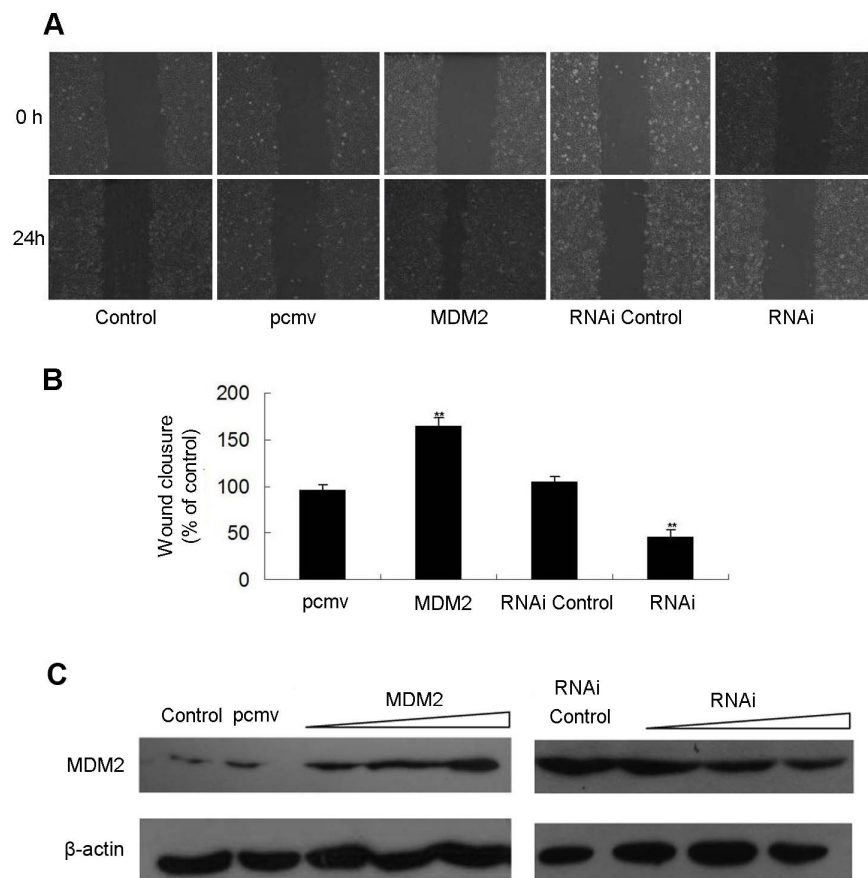 A
0 h
24h
Control pcmv MDM2 RNAi Control RNAi
B
Wound clousure
(% of control)
200
150
100
50
0
** **
pcmv MDM2 RNAi Control RNAi
C
Control pcmv MDM2
RNAi
Control
RNAi
MDM2
β-actin